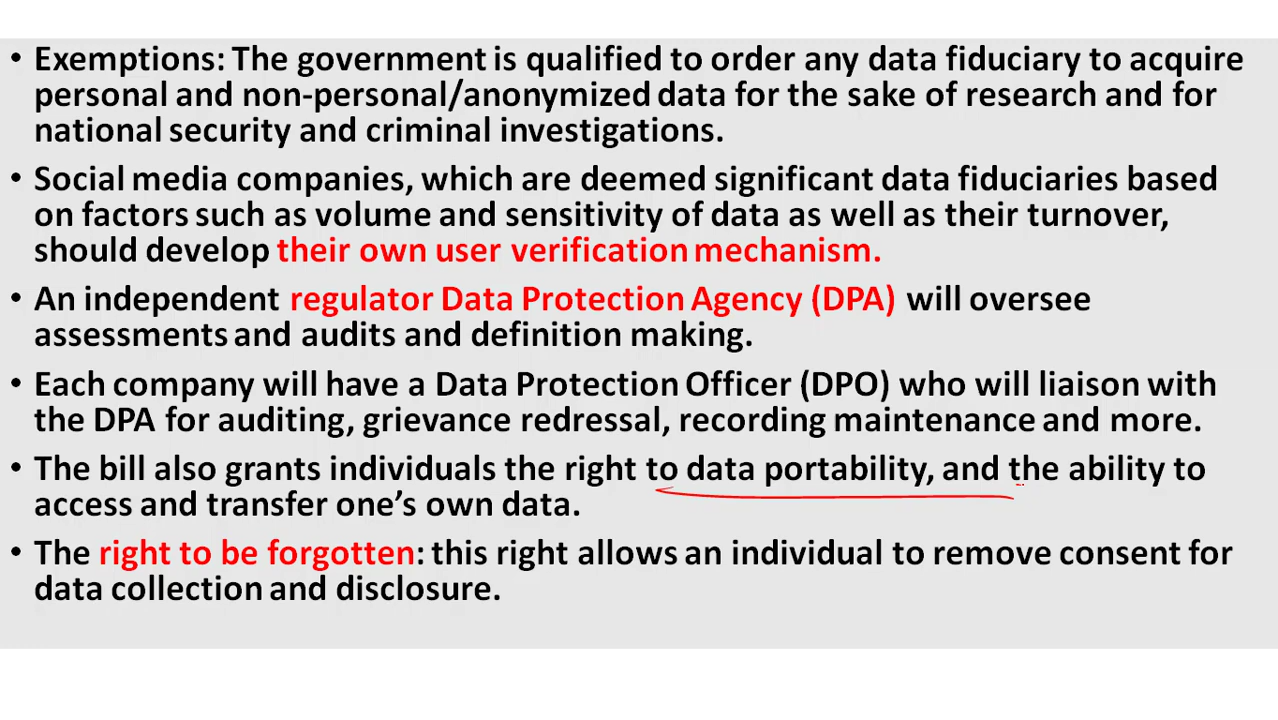 • Exemptions: The government is qualified to order any data fiduciary to acquire
personal and non-personal/anonymized data for the sake of research and for
national security and criminal investigations.
• Social media companies, which are deemed significant data fiduciaries based
on factors such as volume and sensitivity of data as well as their turnover,
should develop their own user verification mechanism.
• An independent regulator Data Protection Agency (DPA) will oversee
assessments and audits and definition making.
• Each company will have a Data Protection Officer (DPO) who will liaison with
the DPA for auditing, grievance redressal, recording maintenance and more.
• The bill also grants individuals the right to data portability, and the ability to
access and transfer one’s own data.
• The right to be forgotten: this right allows an individual to remove consent for
data collection and disclosure.